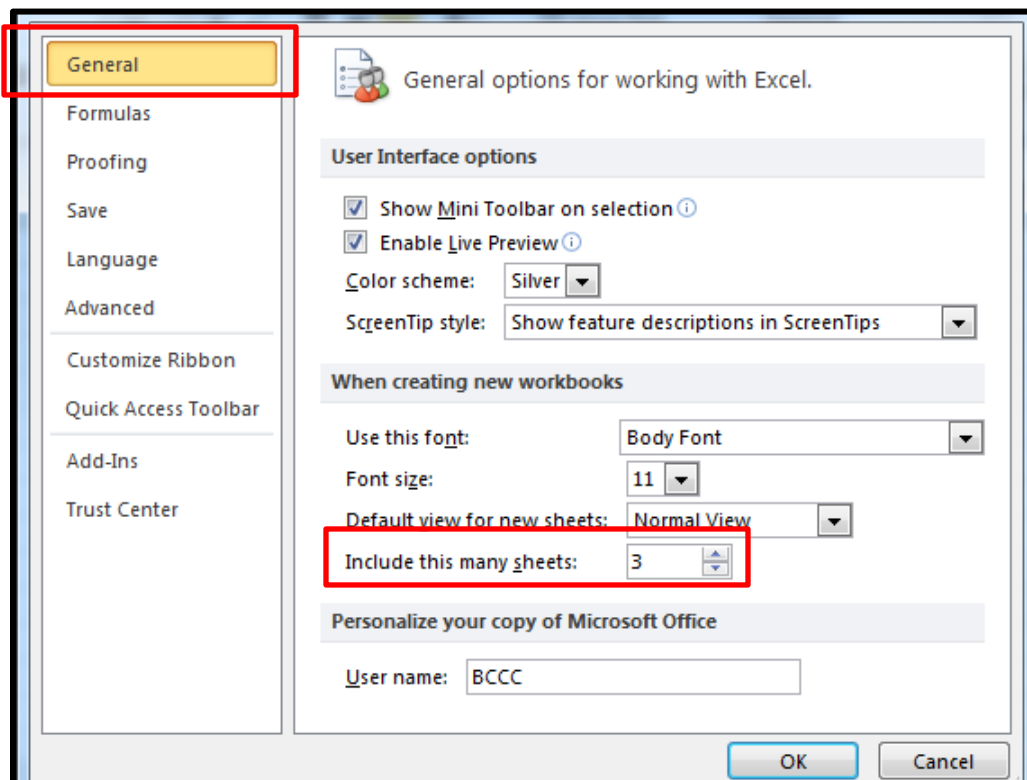 General
Formulas
Proofing
Save
Language
Advanced
Customize Ribbon
Quick Access Toolbar
Add-Ins
Trust Center
General options for working with Excel.
User Interface options
Show Mini Toolbar on selection
Enable Live Preview
Color scheme: Silver
ScreenTip style: Show feature descriptions in ScreenTips
When creating new workbooks
Use this font: Body Font
Font size: 11
Default view for new sheets: Normal View
Include this many sheets: 3
Personalize your copy of Microsoft Office
User name: BCCC
OK Cancel